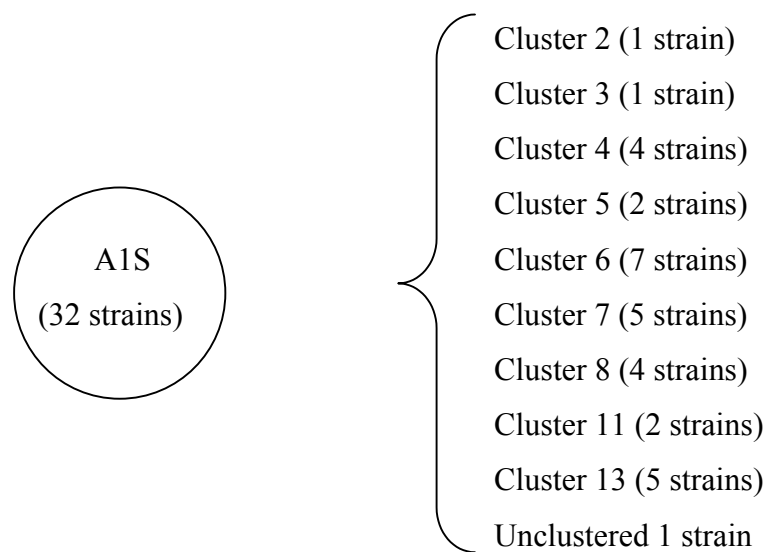 A1S
(32 strains)
Cluster 2 (1 strain)
Cluster 3 (1 strain)
Cluster 4 (4 strains)
Cluster 5 (2 strains)
Cluster 6 (7 strains)
Cluster 7 (5 strains)
Cluster 8 (4 strains)
Cluster 11 (2 strains)
Cluster 13 (5 strains)
Unclustered 1 strain